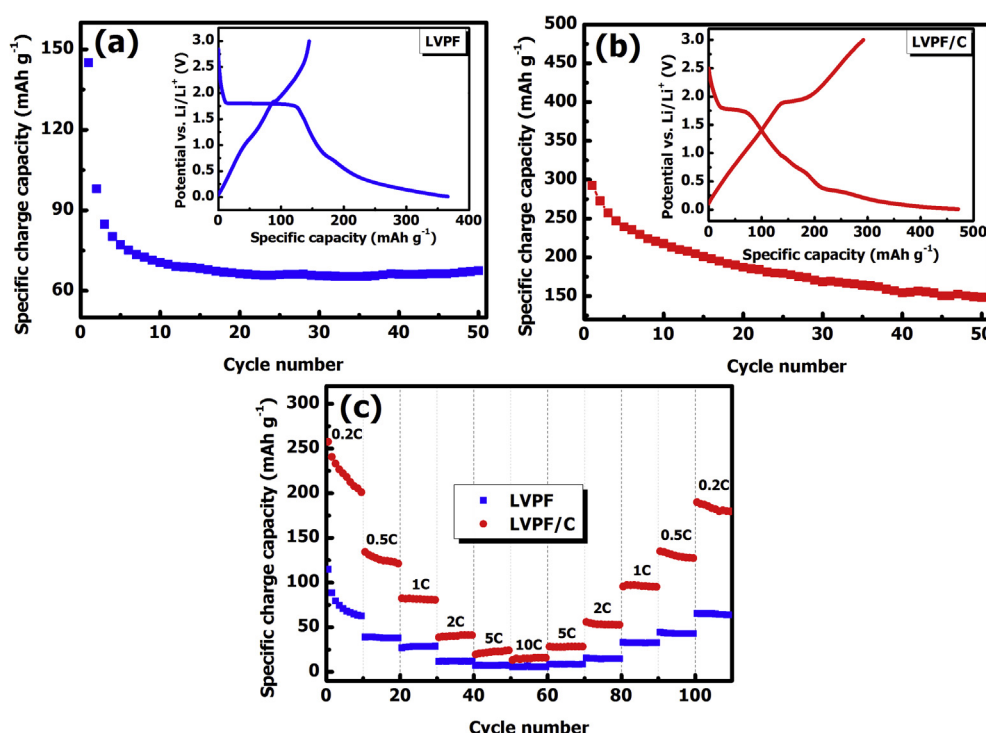 (a)
LVPF
Specific charge capacity (mAh g⁻¹)
150
120
90
60
Potential vs. Li/Li⁺ (V)
3.0
2.5
2.0
1.5
1.0
0.5
0.0
0 100 200 300 400
Specific capacity (mAh g⁻¹)
0 10 20 30 40 50
Cycle number
(b)
LVPF/C
Specific charge capacity (mAh g⁻¹)
500
450
400
350
300
250
200
150
Potential vs. Li/Li⁺ (V)
3.0
2.5
2.0
1.5
1.0
0.5
0.0
0 100 200 300 400 500
Specific capacity (mAh g⁻¹)
0 10 20 30 40 50
Cycle number
(c)
Specific charge capacity (mAh g⁻¹)
300
250
200
150
100
50
0
0.2C
0.5C
1C
2C
5C
10C
5C
2C
1C
0.5C
0.2C
LVPF
LVPF/C
0 20 40 60 80 100
Cycle number